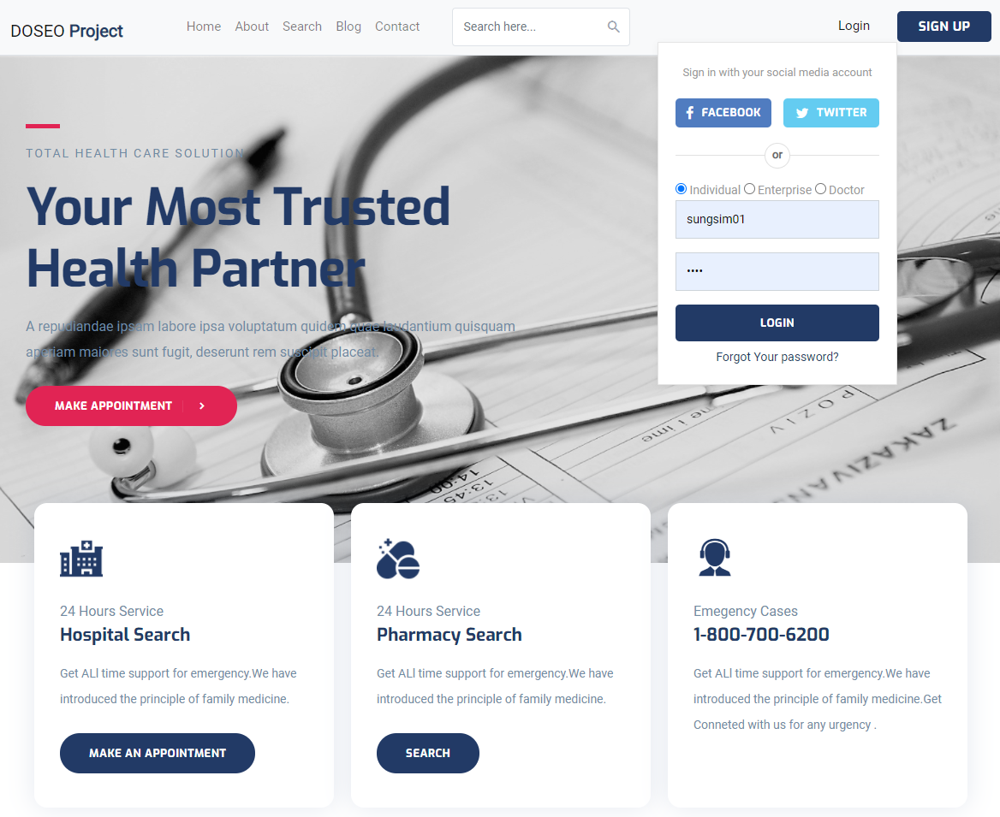 DOSEO Project
Home About Search Blog Contact
Search here...
Login
SIGN UP
Sign in with your social media account
FACEBOOK TWITTER
or
Individual Enterprise Doctor
sungsim01
••••
LOGIN
Forgot Your password?
TOTAL HEALTH CARE SOLUTION
Your Most Trusted
Health Partner
A repudiandae ipsam labore ipsa voluptatum quidem quae laudantium quisquam
aperiam maiores sunt fugit, deserunt rem suscipit placeat.
MAKE APPOINTMENT
POZIV
ZAKAZIVAN
14:00
13:45
24 Hours Service
Hospital Search
Get ALl time support for emergency.We have
introduced the principle of family medicine.
MAKE AN APPOINTMENT
24 Hours Service
Pharmacy Search
Get ALl time support for emergency.We have
introduced the principle of family medicine.
SEARCH
Emegency Cases
1-800-700-6200
Get ALl time support for emergency.We have
introduced the principle of family medicine.Get
Conneted with us for any urgency .